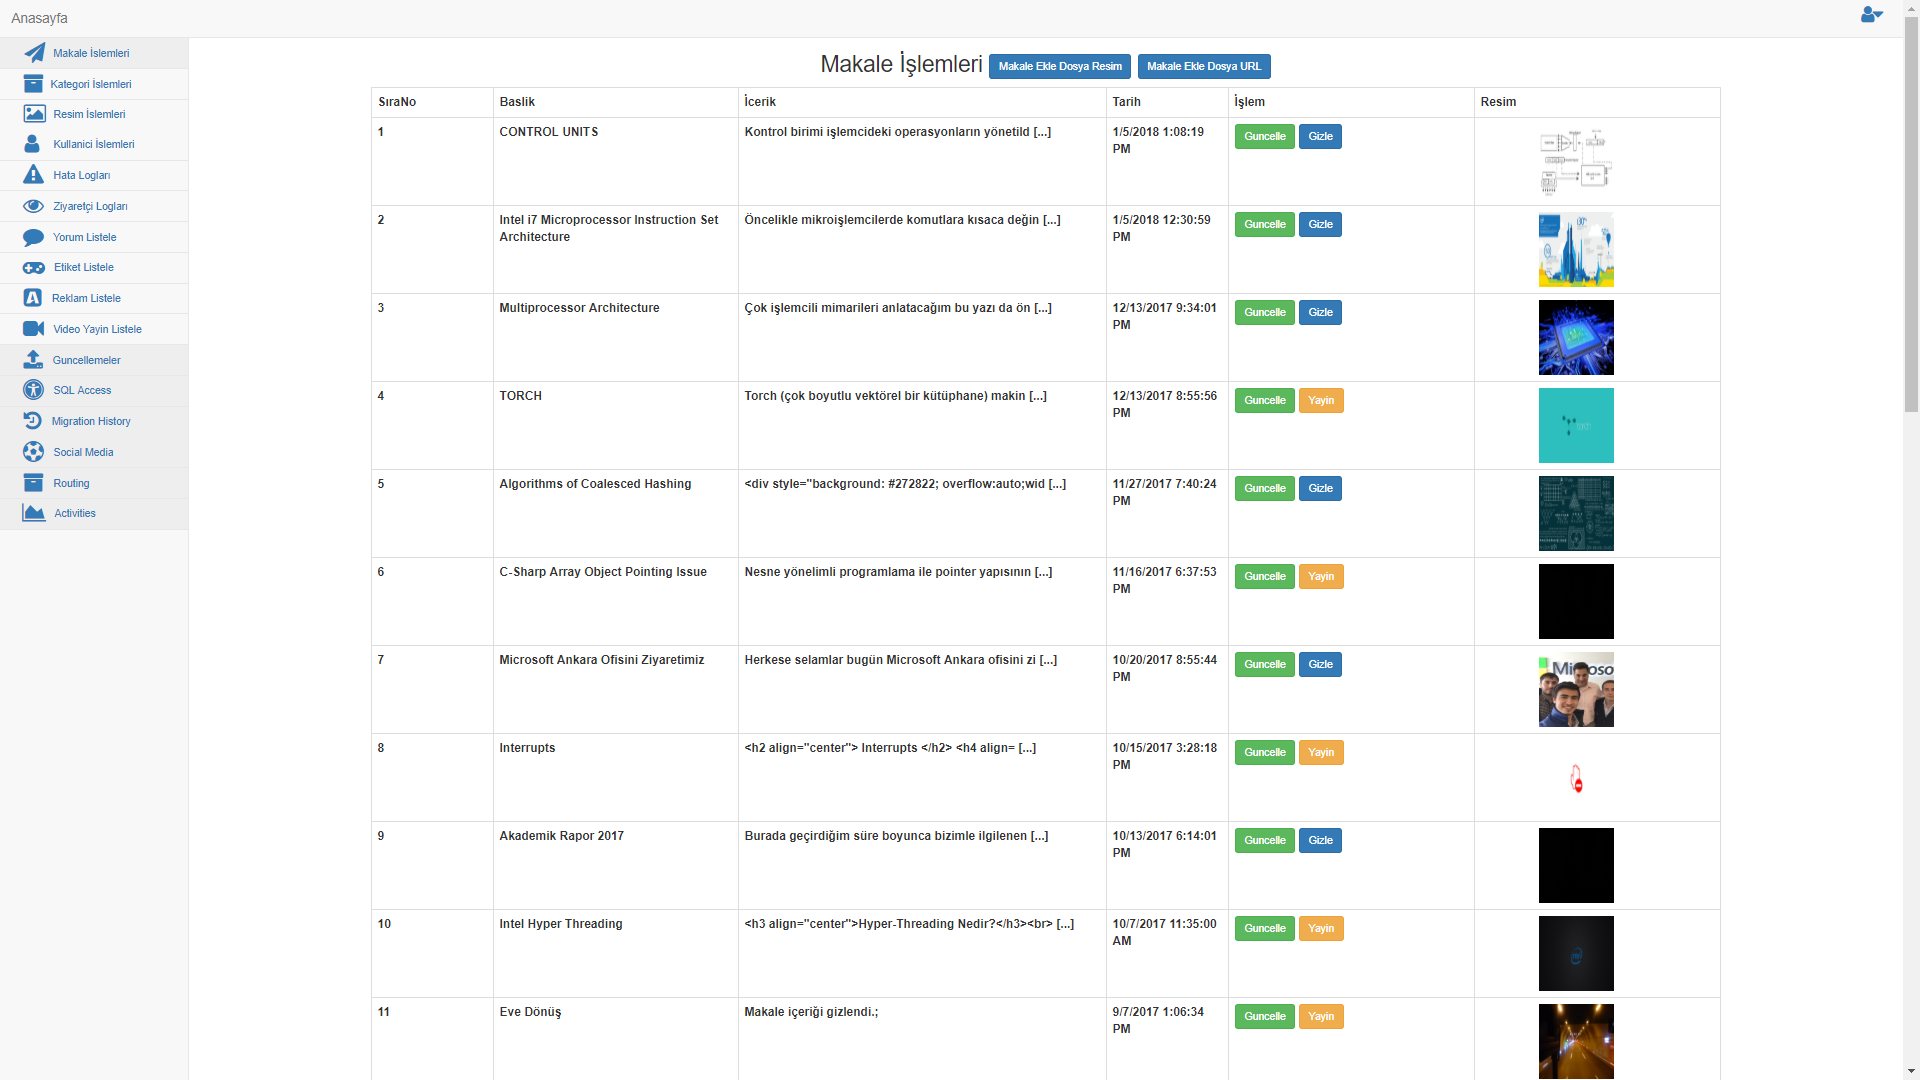 Anasayfa
Makale İslemleri
Kategori İslemleri
Resim İslemleri
Kullanici İslemleri
Hata Logları
Ziyaretçi Logları
Yorum Listele
Etiket Listele
Reklam Listele
Video Yayin Listele
Guncellemeler
SQL Access
Migration History
Social Media
Routing
Activities
Makale İşlemleri Makale Ekle Dosya Resim Makale Ekle Dosya URL
SıraNo Baslik İcerik Tarih İşlem Resim
1 CONTROL UNITS Kontrol birimi işlemcideki operasyonların yönetild [...] 1/5/2018 1:08:19 Guncelle Gizle
PM
2 Intel i7 Microprocessor Instruction Set Öncelikle mikroişlemcilerde komutlara kısaca değin [...] 1/5/2018 12:30:59 Guncelle Gizle
Architecture PM
3 Multiprocessor Architecture Çok işlemcili mimarileri anlatacağım bu yazı da ön [...] 12/13/2017 9:34:01 Guncelle Gizle
PM
4 TORCH Torch (çok boyutlu vektörel bir kütüphane) makin [...] 12/13/2017 8:55:56 Guncelle Yayin
PM
5 Algorithms of Coalesced Hashing <div style="background: #272822; overflow:auto;wid [...] 11/27/2017 7:40:24 Guncelle Gizle
PM
6 C-Sharp Array Object Pointing Issue Nesne yönelimli programlama ile pointer yapısının [...] 11/16/2017 6:37:53 Guncelle Yayin
PM
7 Microsoft Ankara Ofisini Ziyaretimiz Herkese selamlar bugün Microsoft Ankara ofisini zi [...] 10/20/2017 8:55:44 Guncelle Gizle
PM
8 Interrupts <h2 align="center"> Interrupts </h2> <h4 align= [...] 10/15/2017 3:28:18 Guncelle Yayin
PM
9 Akademik Rapor 2017 Burada geçirdiğim süre boyunca bizimle ilgilenen [...] 10/13/2017 6:14:01 Guncelle Gizle
PM
10 Intel Hyper Threading <h3 align="center">Hyper-Threading Nedir?</h3><br> [...] 10/7/2017 11:35:00 Guncelle Yayin
AM
11 Eve Dönüş Makale içeriği gizlendi.; 9/7/2017 1:06:34 Guncelle Yayin
PM